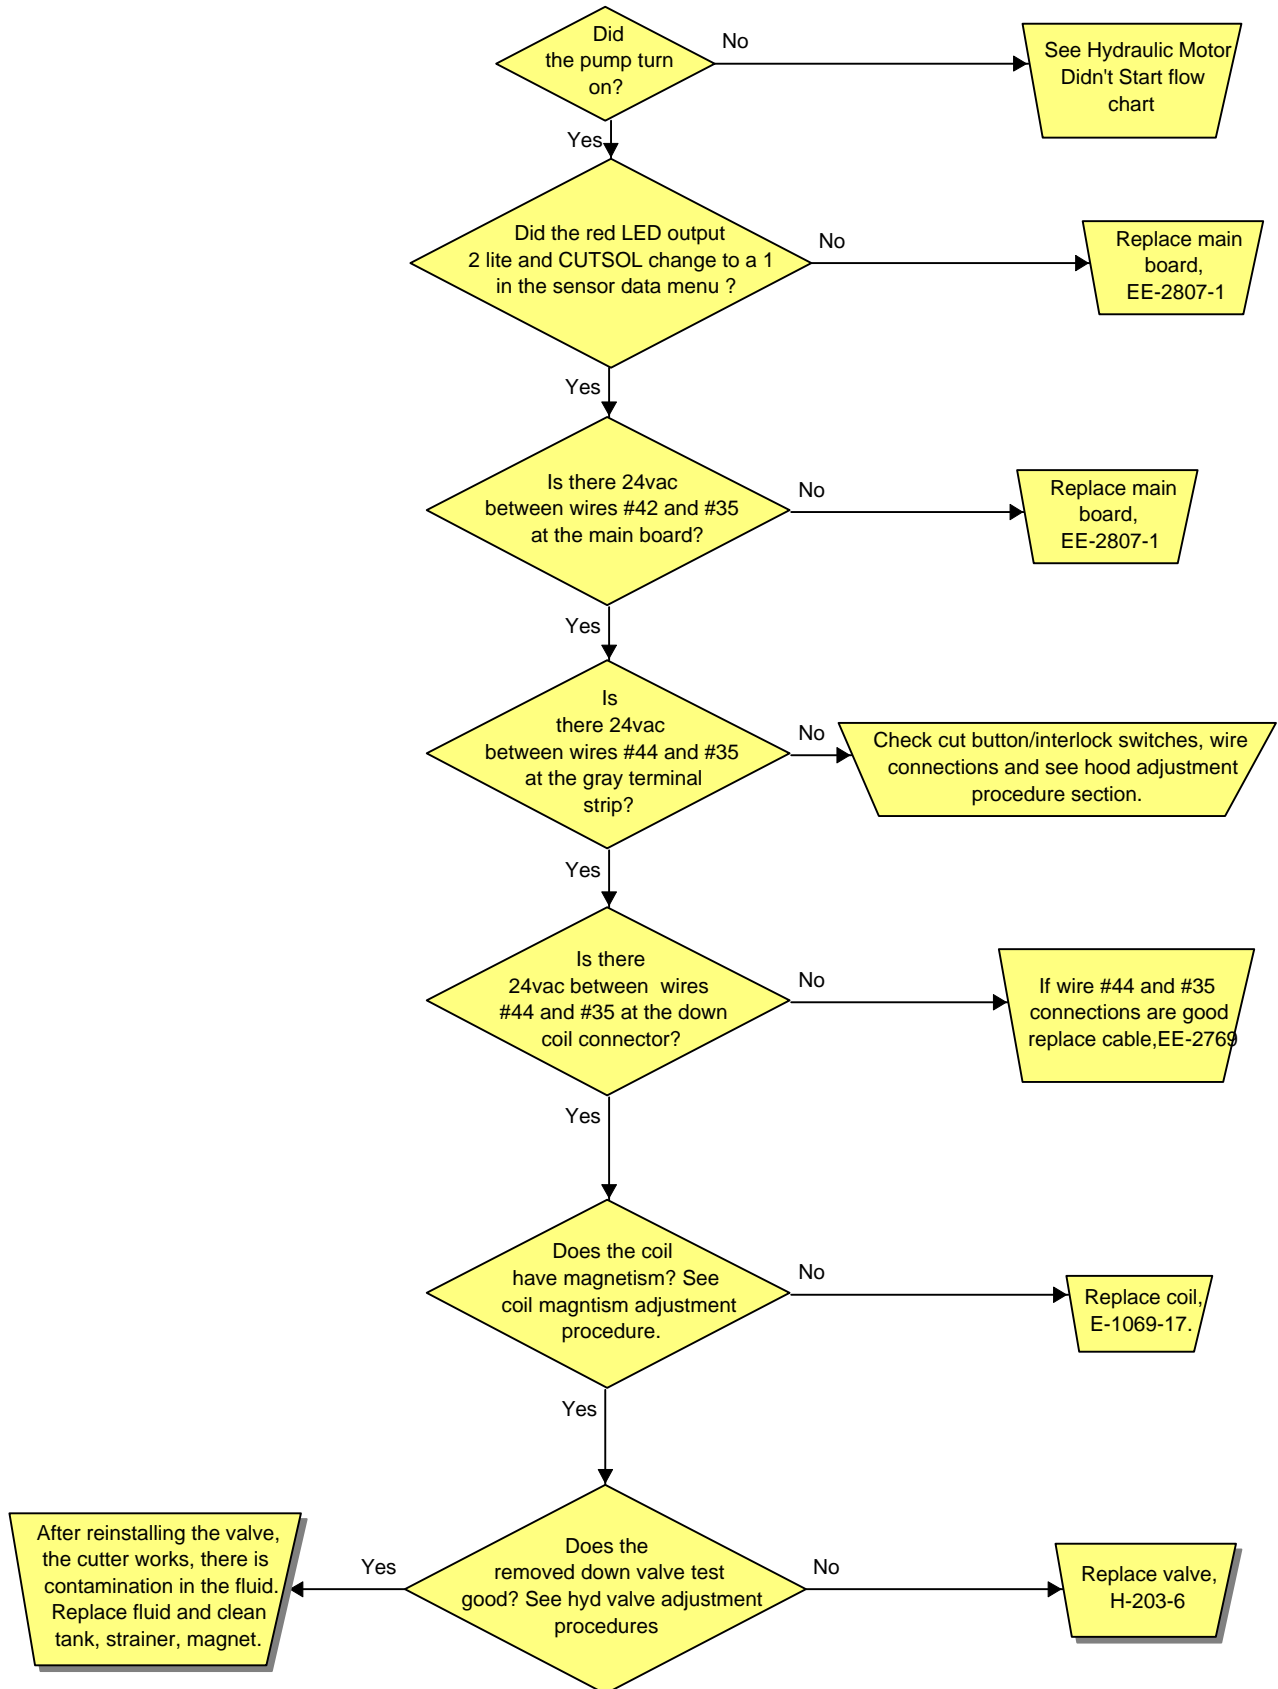 Did
the pump turn
on?
No
See Hydraulic Motor
Didn't Start flow
chart
Yes
Did the red LED output
2 lite and CUTSOL change to a 1
in the sensor data menu ?
No
Replace main
board,
EE-2807-1
Yes
Is there 24vac
between wires #42 and #35
at the main board?
No
Replace main
board,
EE-2807-1
Yes
Is
there 24vac
between wires #44 and #35
at the gray terminal
strip?
No
Check cut button/interlock switches, wire
connections and see hood adjustment
procedure section.
Yes
Is there
24vac between wires
#44 and #35 at the down
coil connector?
No
If wire #44 and #35
connections are good
replace cable,EE-2769
Yes
Does the coil
have magnetism? See
coil magntism adjustment
procedure.
No
Replace coil,
E-1069-17.
Yes
Does the
removed down valve test
good? See hyd valve adjustment
procedures
Yes
After reinstalling the valve,
the cutter works, there is
contamination in the fluid.
Replace fluid and clean
tank, strainer, magnet.
No
Replace valve,
H-203-6